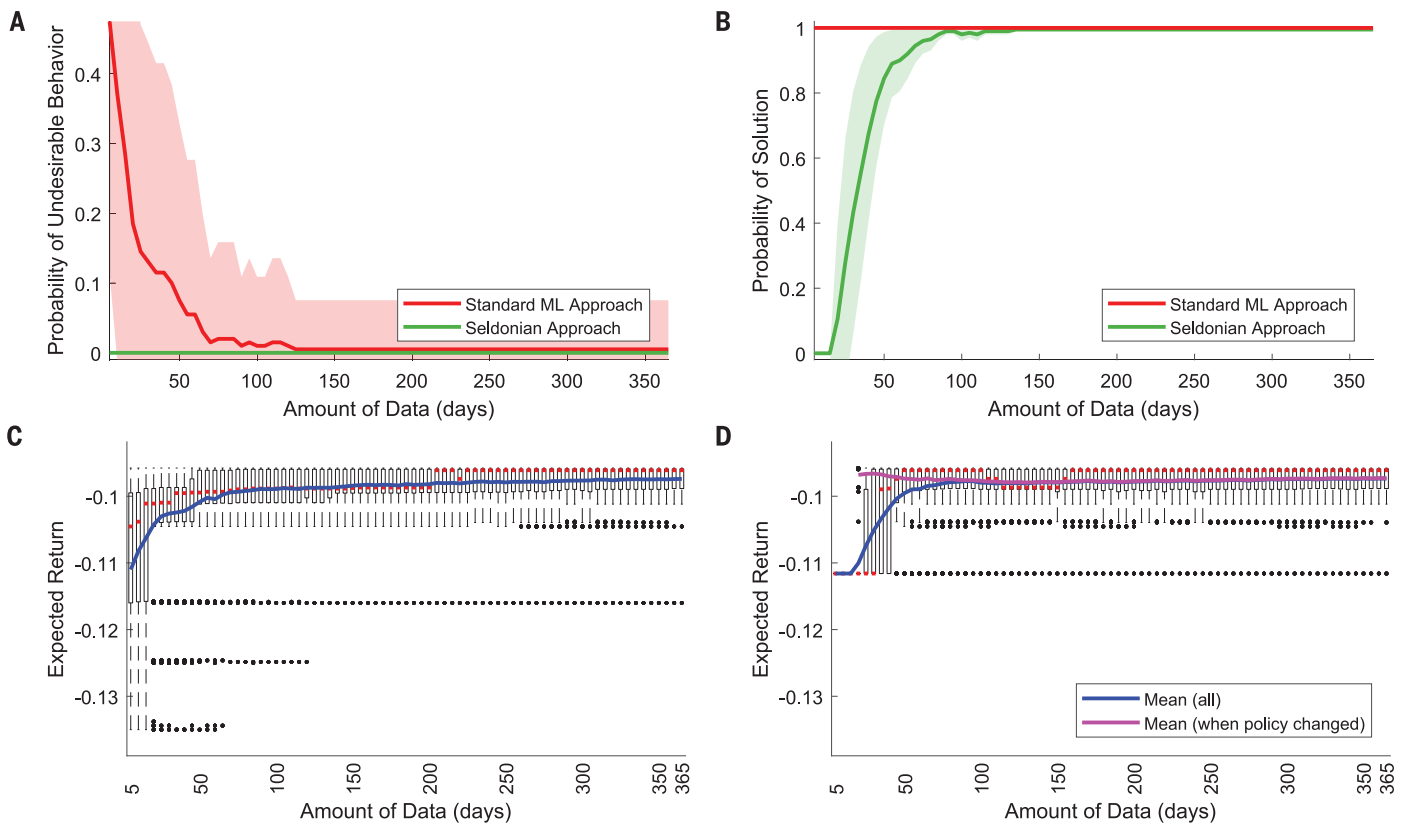 A
Probability of Undesirable Behavior
0.4
0.3
0.2
0.1
0
Standard ML Approach
Seldonian Approach
50 100 150 200 250 300 350
Amount of Data (days)
B
Probability of Solution
1
0.8
0.6
0.4
0.2
0
Standard ML Approach
Seldonian Approach
50 100 150 200 250 300 350
Amount of Data (days)
C
Expected Return
-0.1
-0.11
-0.12
-0.13
5 50 100 150 200 250 300 350 365
Amount of Data (days)
D
Expected Return
-0.1
-0.11
-0.12
-0.13
Mean (all)
Mean (when policy changed)
5 50 100 150 200 250 300 350 365
Amount of Data (days)